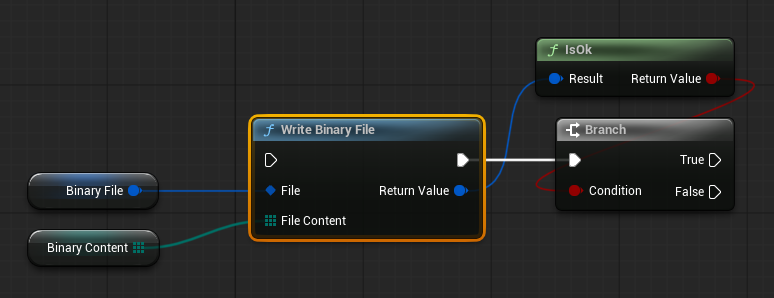 IsOk
Result
Return Value
Write Binary File
Branch
True
Binary File
File
Return Value
Condition
False
Binary Content
File Content